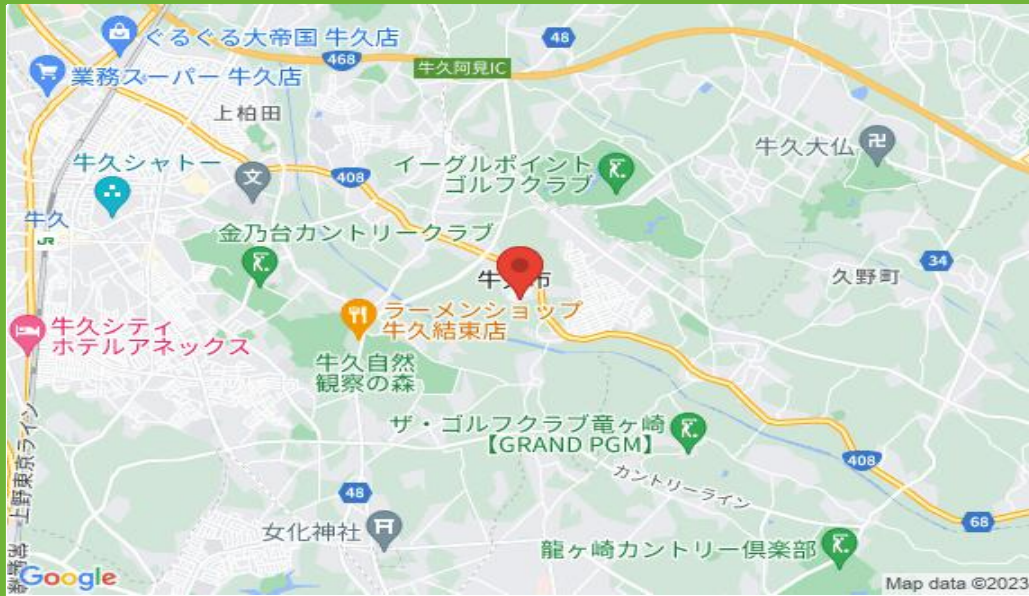 ぐるぐる大帝国 牛久店
48
468
牛久阿見IC
業務スーパー 牛久店
上柏田
牛久シャトー
文
408
イーグルポイント
ゴルフクラブ
牛久大仏
卍
牛久
JR
金乃台カントリークラブ
34
久野町
牛久市
ラーメンショップ
牛久結束店
牛久シティ
ホテルアネックス
牛久自然
観察の森
ザ・ゴルフクラブ竜ヶ崎
【GRAND PGM】
上野東京ライン
408
カントリーライン
48
68
女化神社
龍ヶ崎カントリー倶楽部
Google
Map data ©2023